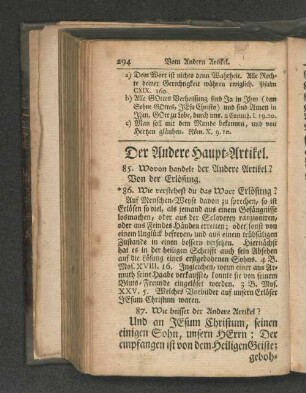 294 Vom Andern Artikel.
a) Dein Wort ist nichts denn Wahrheit. Alle Rech-
te deiner Gerechtigkeit währen ewiglich. Psalm
CXIX. 160.
b) Alle GOttes Verheissung sind Ja in Ihm (dem
Sohn GOttes, JEsu Christo) und sind Amen in
Ihm, GOtt zu Lobe, durch uns. 2 Corinth. I. 19. 20.
c) Man soll mit dem Munde bekennen, und von
Hertzen glauben. Röm. X. 9. 10.
Der Andere Haupt-Artikel.
85. Wovon handelt der Andere Artikel?
Von der Erlösung.
*86. Wie verstehest du das Wort Erlösung?
Auf Menschen-Weyse davon zu sprechen, so ist
Erlösen so viel, als jemand aus einem Gefängnisse
losmachen, oder aus der Sclaverey ranzioniren,
oder aus Feindes Händen erretten; oder sonst von
einem Unglück befreyen, und aus einem trübseligen
Zustande in einen bessern versetzen. Hiernächst
hat es in der heiligen Schrift auch sein Absehen
auf die Lösung eines erstgebohrnen Sohns. 4 B.
Mos. XVIII. 16. Ingleichen, wenn einer aus Ar-
muth seine Haabe verkauffte, konnte sie von seinem
Bluts-Freunde eingelöset werden. 3 B. Mos.
XXV. 5. Welches Vorbilder auf unsern Erlöser
JEsum Christum waren.
87. Wie heisset der Andere Artikel?
Und an JEsum Christum, seinen
einigen Sohn, unsern HErrn: Der
empfangen ist von dem Heiligen Geiste;
geboh-